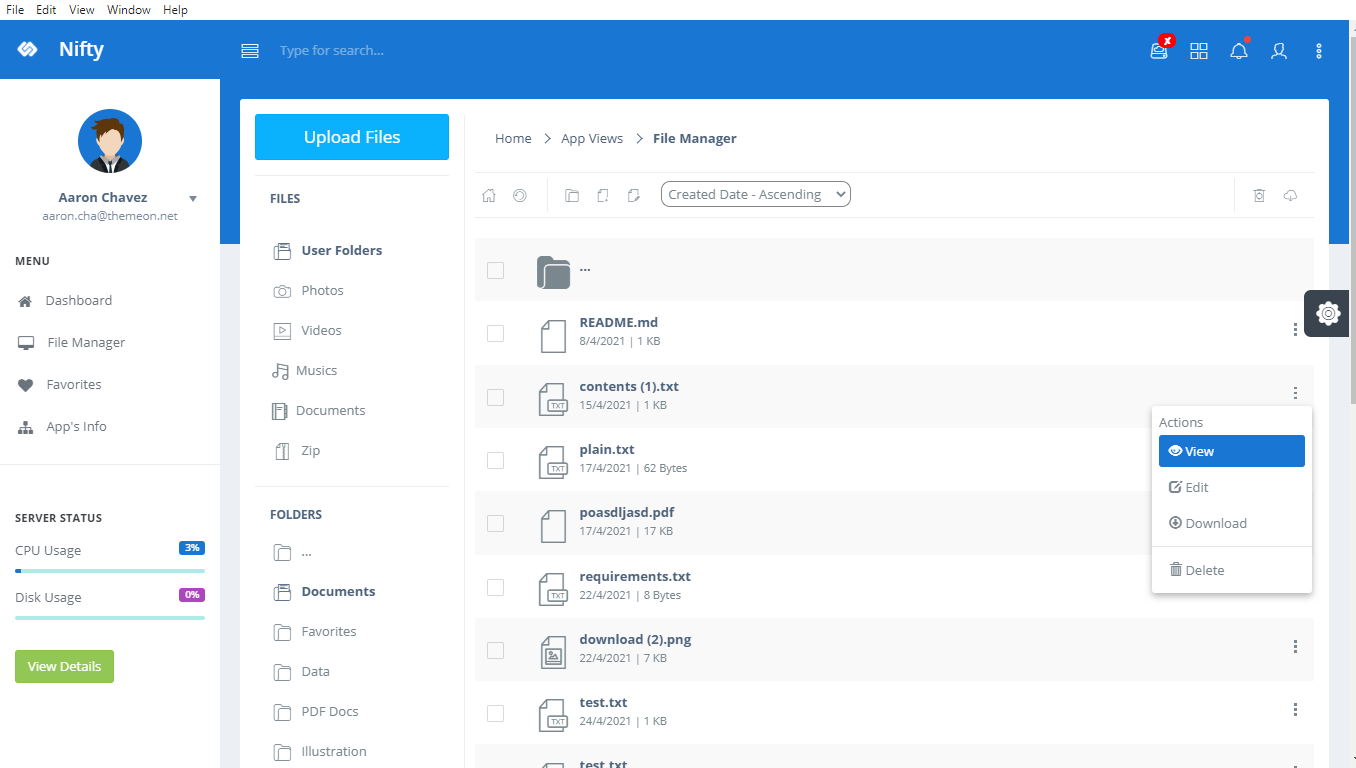 File Edit View Window Help
Nifty
Type for search...
x
Aaron Chavez
aaron.cha@themeon.net
MENU
Dashboard
File Manager
Favorites
App's Info
SERVER STATUS
CPU Usage 3%
Disk Usage 0%
View Details
Upload Files
FILES
User Folders
Photos
Videos
Musics
Documents
Zip
FOLDERS
...
Documents
Favorites
Data
PDF Docs
Illustration
Home > App Views > File Manager
Created Date - Ascending
...
README.md
8/4/2021 | 1 KB
contents (1).txt
15/4/2021 | 1 KB
TXT
plain.txt
17/4/2021 | 62 Bytes
TXT
poasdljasd.pdf
17/4/2021 | 17 KB
requirements.txt
22/4/2021 | 8 Bytes
TXT
download (2).png
22/4/2021 | 7 KB
test.txt
24/4/2021 | 1 KB
TXT
test.txt
Actions
View
Edit
Download
Delete